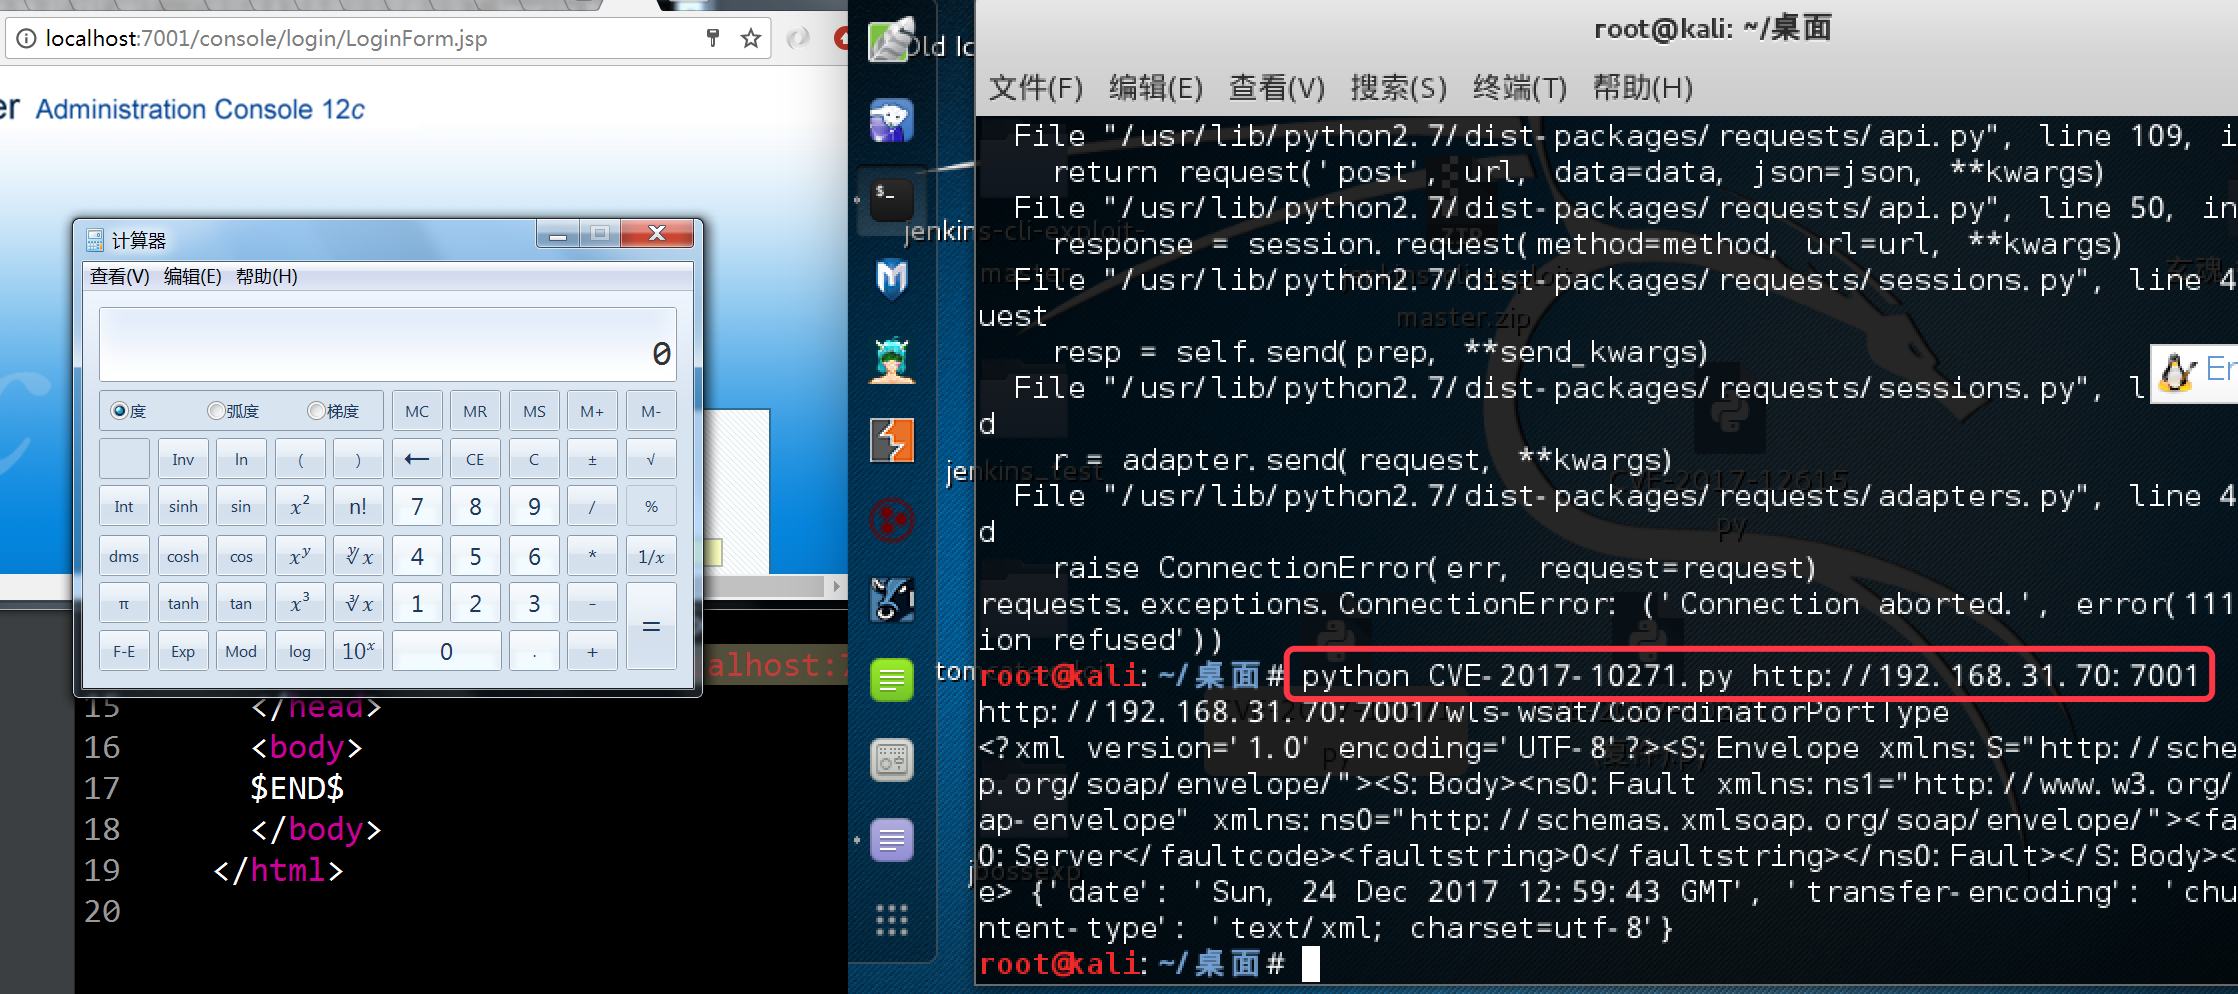 localhost:7001/console/login/LoginForm.jsp
er Administration Console 12c
计算器
查看(V) 编辑(E) 帮助(H)
0
度 弧度 梯度 MC MR MS M+ M-
Inv ln ( ) ← CE C ± √
Int sinh sin x² n! 7 8 9 / %
dms cosh cos xʸ ʸ√x 4 5 6 * 1/x
π tanh tan x³ ³√x 1 2 3 - =
F-E Exp Mod log 10ˣ 0 . +
alhost:7
15 </head>
16 <body>
17 $END$
18 </body>
19 </html>
20
Old Ic
jenkins-cli-exploit-
master
jenkins-cli-exploit-
master.zip
jenkins_test
CVE-2017-12615.
py
jbossexp
Er
root@kali: ~/桌面
文件(F) 编辑(E) 查看(V) 搜索(S) 终端(T) 帮助(H)
File "/usr/lib/python2.7/dist-packages/requests/api.py", line 109, i
return request('post', url, data=data, json=json, **kwargs)
File "/usr/lib/python2.7/dist-packages/requests/api.py", line 50, in
response = session.request(method=method, url=url, **kwargs)
File "/usr/lib/python2.7/dist-packages/requests/sessions.py", line 4
uest
resp = self.send(prep, **send_kwargs)
File "/usr/lib/python2.7/dist-packages/requests/sessions.py", l
d
r = adapter.send(request, **kwargs)
File "/usr/lib/python2.7/dist-packages/requests/adapters.py", line 4
d
raise ConnectionError(err, request=request)
requests.exceptions.ConnectionError: ('Connection aborted.', error(111
ion refused'))
root@kali:~/桌面# python CVE-2017-10271.py http://192.168.31.70:7001
http://192.168.31.70:7001/wls-wsat/CoordinatorPortType
<?xml version='1.0' encoding='UTF-8'?><S:Envelope xmlns:S="http://sche
p.org/soap/envelope/"><S:Body><ns0:Fault xmlns:ns1="http://www.w3.org/
ap-envelope" xmlns:ns0="http://schemas.xmlsoap.org/soap/envelope/"><fa
0:Server</faultcode><faultstring>0</faultstring></ns0:Fault></S:Body><
e> {'date': 'Sun, 24 Dec 2017 12:59:43 GMT', 'transfer-encoding': 'chu
ntent-type': 'text/xml; charset=utf-8'}
root@kali:~/桌面#